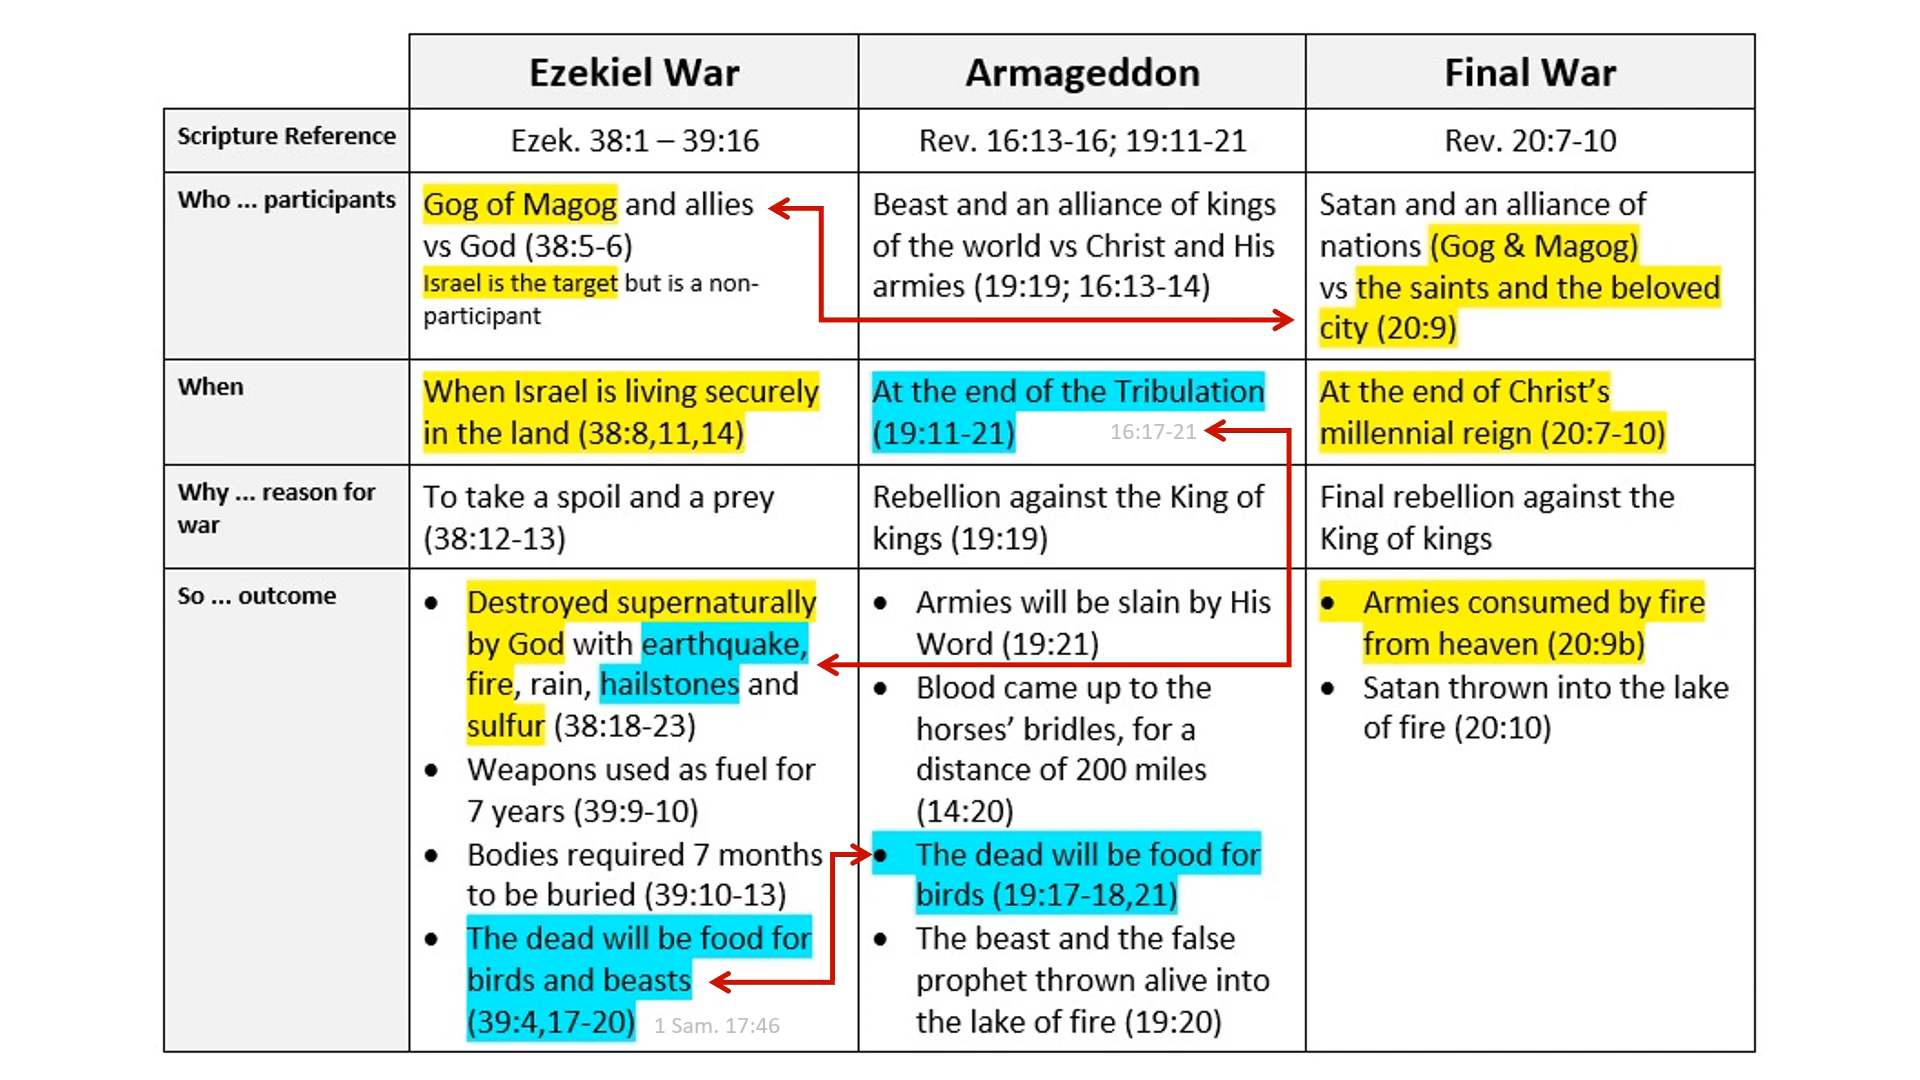 Ezekiel War
Armageddon
Final War
Scripture Reference
Ezek. 38:1 – 39:16
Rev. 16:13-16; 19:11-21
Rev. 20:7-10
Who ... participants
Gog of Magog and allies
vs God (38:5-6)
Israel is the target but is a non-
participant
Beast and an alliance of kings
of the world vs Christ and His
armies (19:19; 16:13-14)
Satan and an alliance of
nations (Gog & Magog)
vs the saints and the beloved
city (20:9)
When
When Israel is living securely
in the land (38:8,11,14)
At the end of the Tribulation
(19:11-21) 16:17-21
At the end of Christ’s
millennial reign (20:7-10)
Why ... reason for
war
To take a spoil and a prey
(38:12-13)
Rebellion against the King of
kings (19:19)
Final rebellion against the
King of kings
So ... outcome
• Destroyed supernaturally
by God with earthquake,
fire, rain, hailstones and
sulfur (38:18-23)
• Weapons used as fuel for
7 years (39:9-10)
• Bodies required 7 months
to be buried (39:10-13)
• The dead will be food for
birds and beasts
(39:4,17-20) 1 Sam. 17:46
• Armies will be slain by His
Word (19:21)
• Blood came up to the
horses’ bridles, for a
distance of 200 miles
(14:20)
• The dead will be food for
birds (19:17-18,21)
• The beast and the false
prophet thrown alive into
the lake of fire (19:20)
• Armies consumed by fire
from heaven (20:9b)
• Satan thrown into the lake
of fire (20:10)